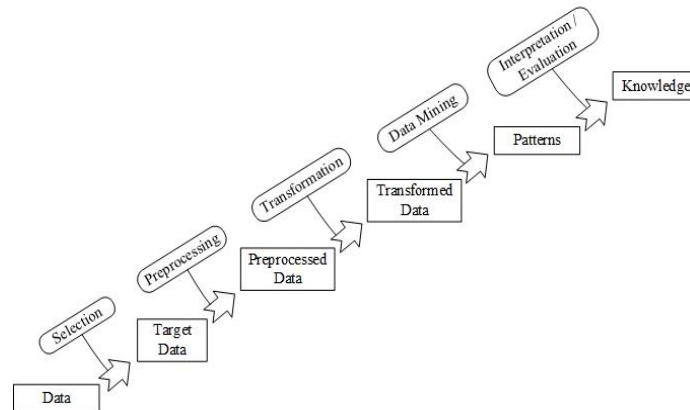 Interpretation /
Evaluation
Knowledge
Data Mining
Patterns
Transformation
Transformed
Data
Preprocessing
Preprocessed
Data
Selection
Target
Data
Data